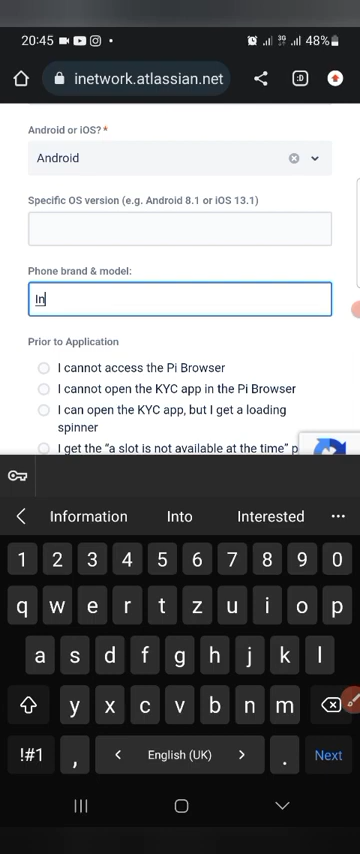 20:45
3G 48%
inetwork.atlassian.net
:D
Android or iOS?*
Android
Specific OS version (e.g. Android 8.1 or iOS 13.1)
Phone brand & model:
In
Prior to Application
I cannot access the Pi Browser
I cannot open the KYC app in the Pi Browser
I can open the KYC app, but I get a loading
spinner
I get the "a slot is not available at the time" p
Information Into Interested
1 2 3 4 5 6 7 8 9 0
q w e r t z u i o p
a s d f g h j k l
y x c v b n m
!#1 , < English (UK) > . Next